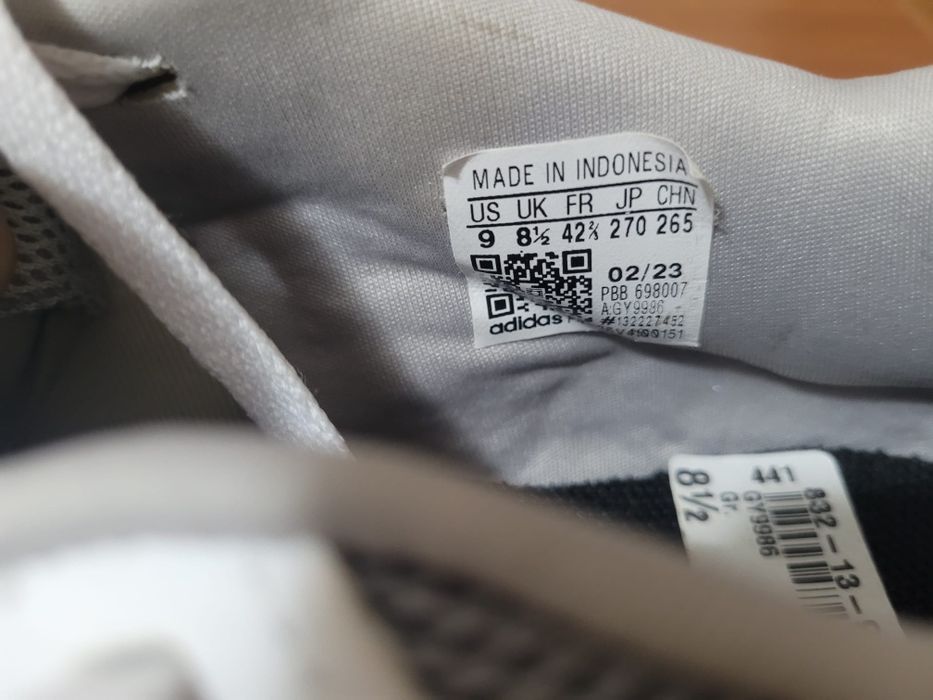 MADE IN INDONESIA
US UK FR JP CHN
9 8½ 42⅔ 270 265
02/23
PBB 698007
A:GY9986
#132227452
adidas
441
832-13-
GY9986
Gr.
8½